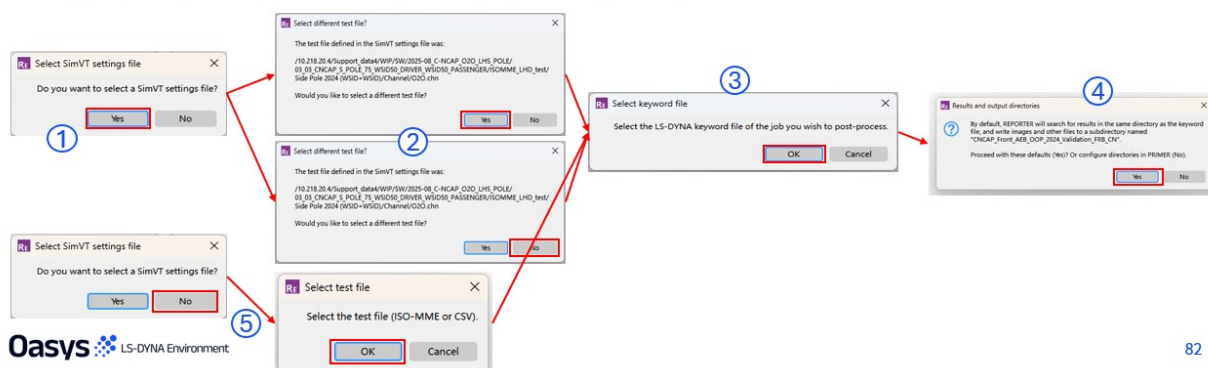 Select SimVT settings file
Do you want to select a SimVT settings file?
Yes
No
1
Select different test file?
The test file defined in the SimVT settings file was:
/10.218.20.4/Support_data4/WIP/SW/2025-08_C-NCAP_O2O_LHS_POLE/
03_03_CNCAP_S_POLE_75_WSID50_DRIVER_WSID50_PASSENGER/ISOMME_LHD_test/
Side Pole 2024 (WSID+WSID)/Channel/O2O.chn
Would you like to select a different test file?
Yes
No
2
Select different test file?
The test file defined in the SimVT settings file was:
/10.218.20.4/Support_data4/WIP/SW/2025-08_C-NCAP_O2O_LHS_POLE/
03_03_CNCAP_S_POLE_75_WSID50_DRIVER_WSID50_PASSENGER/ISOMME_LHD_test/
Side Pole 2024 (WSID+WSID)/Channel/O2O.chn
Would you like to select a different test file?
Yes
No
3
Select keyword file
Select the LS-DYNA keyword file of the job you wish to post-process.
OK
Cancel
4
Results and output directories
By default, REPORTER will search for results in the same directory as the keyword
file, and write images and other files to a subdirectory named
"CNCAP_Front_AEB_OOP_2024_Validation_FRB_CN".
Proceed with these defaults (Yes)? Or configure directories in PRIMER (No).
Yes
No
Select SimVT settings file
Do you want to select a SimVT settings file?
Yes
No
5
Select test file
Select the test file (ISO-MME or CSV).
OK
Cancel
Oasys LS-DYNA Environment
82